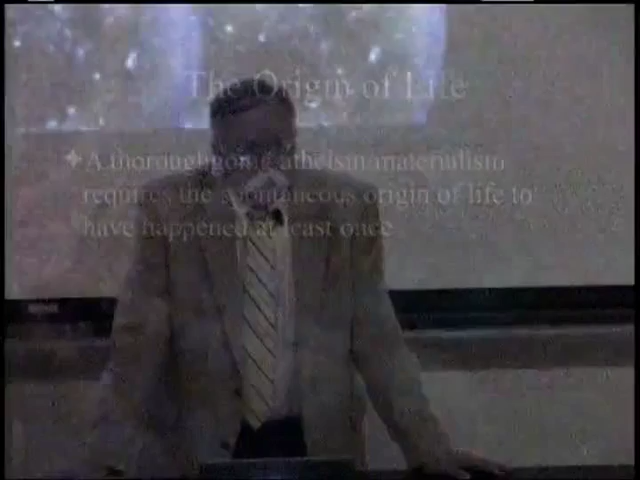 The Origin of Life
A thoroughgoing atheism/materialism
requires the spontaneous origin of life to
have happened at least once